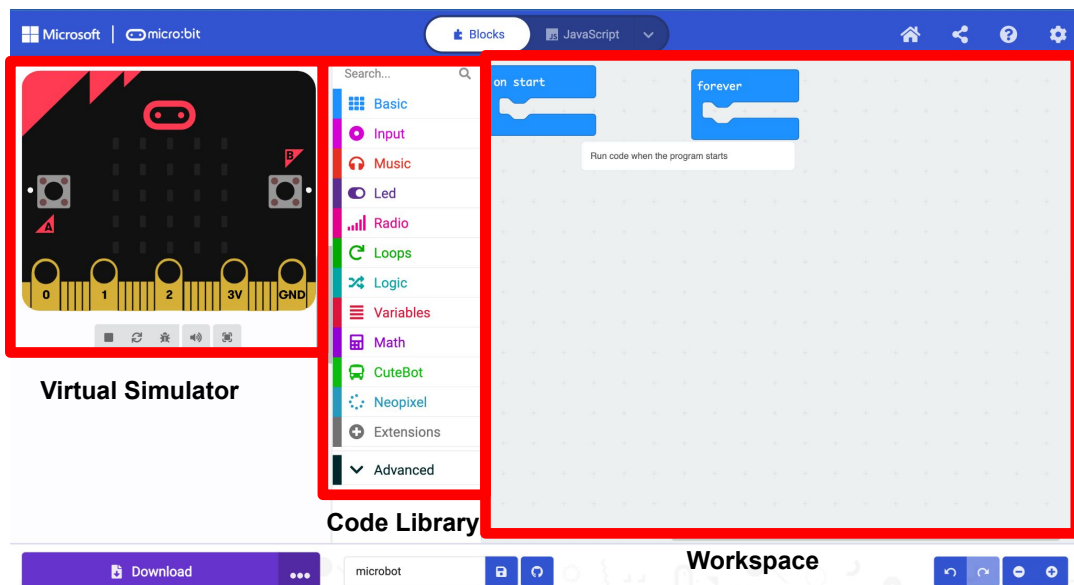 Microsoft | micro:bit
Blocks
JS JavaScript
Search...
Basic
Input
Music
Led
Radio
Loops
Logic
Variables
Math
CuteBot
Neopixel
Extensions
Advanced
on start
forever
Run code when the program starts
B
A
0 1 2 3V GND
Virtual Simulator
Code Library
Workspace
Download
microbot